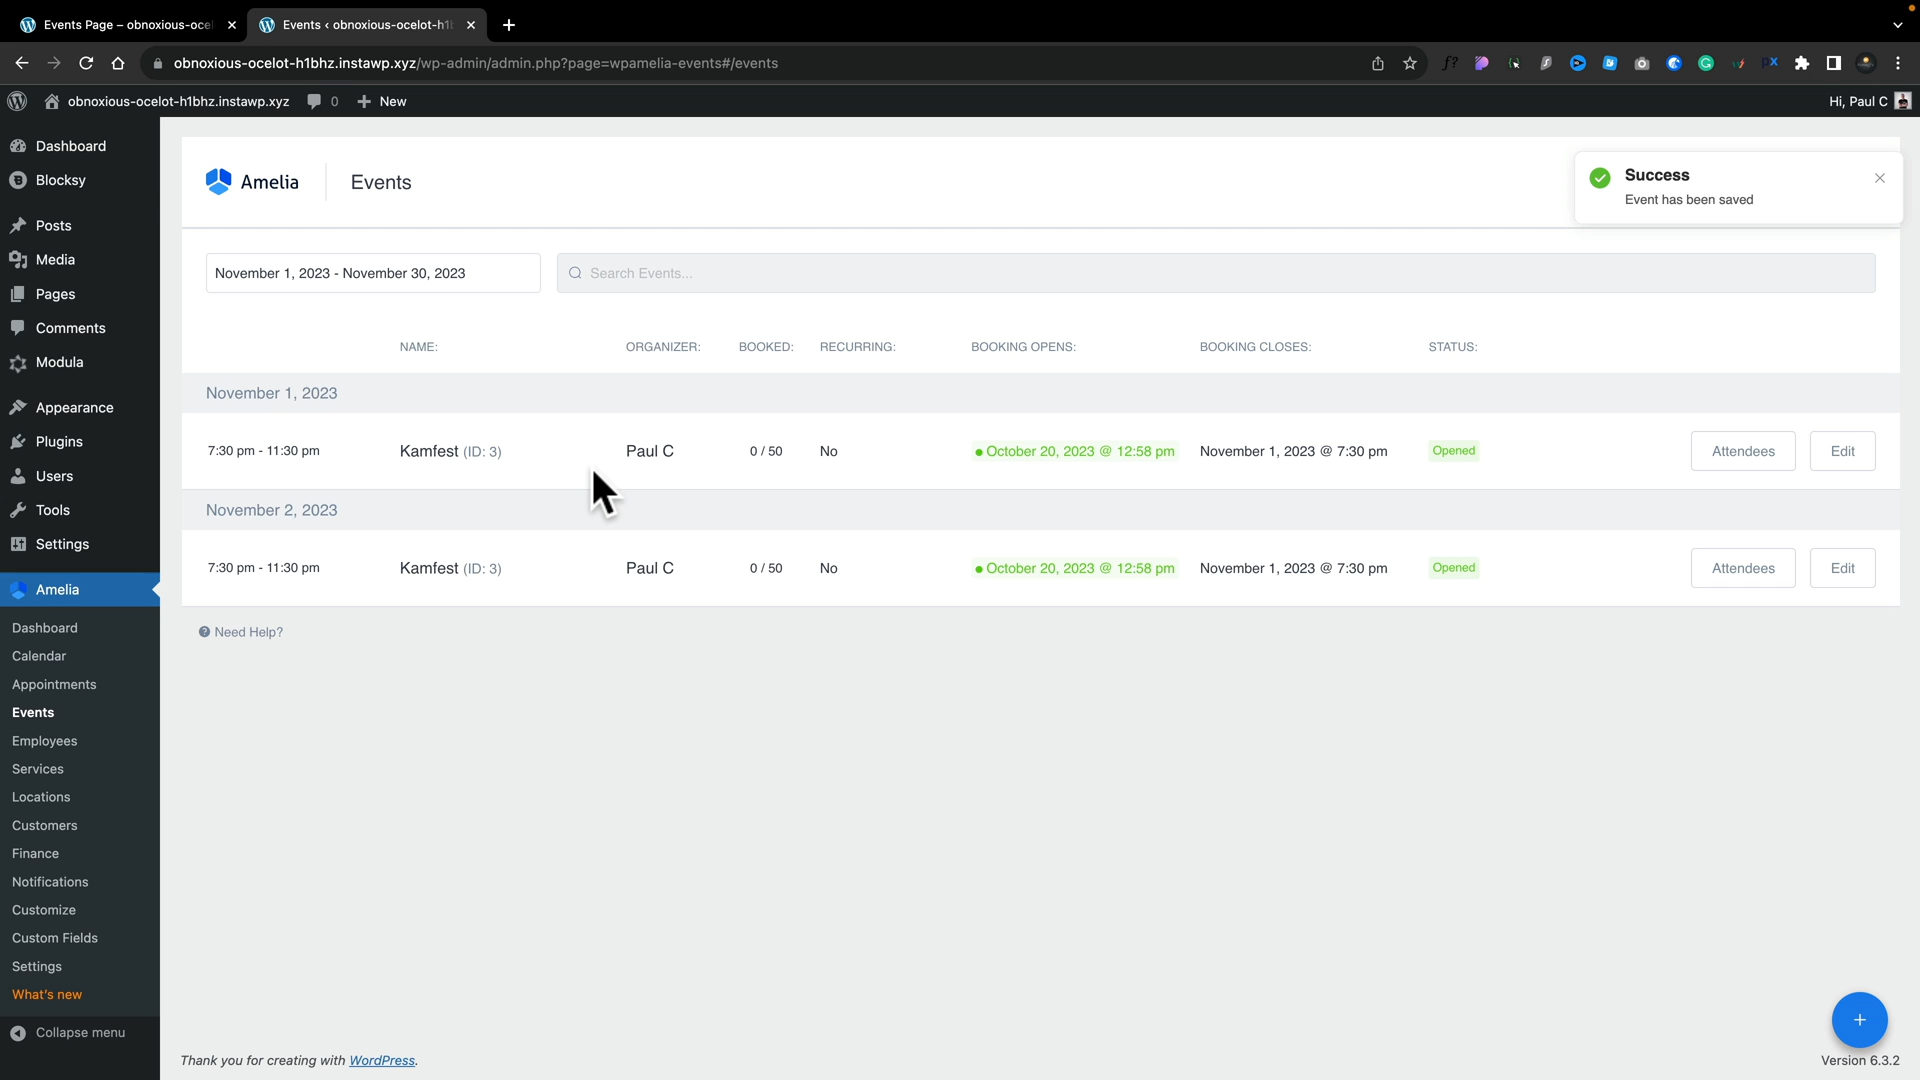 Events Page – obnoxious-oce
Events ‹ obnoxious-ocelot-h1
obnoxious-ocelot-h1bhz.instawp.xyz/wp-admin/admin.php?page=wpamelia-events#/events
obnoxious-ocelot-h1bhz.instawp.xyz
0
New
Hi, Paul C
Dashboard
Blocksy
Posts
Media
Pages
Comments
Modula
Appearance
Plugins
Users
Tools
Settings
Amelia
Dashboard
Calendar
Appointments
Events
Employees
Services
Locations
Customers
Finance
Notifications
Customize
Custom Fields
Settings
What's new
Collapse menu
Amelia
Events
Success
Event has been saved
November 1, 2023 - November 30, 2023
Search Events...
NAME: ORGANIZER: BOOKED: RECURRING: BOOKING OPENS: BOOKING CLOSES: STATUS:
November 1, 2023
7:30 pm - 11:30 pm Kamfest (ID: 3) Paul C 0 / 50 No October 20, 2023 @ 12:58 pm November 1, 2023 @ 7:30 pm Opened Attendees Edit
November 2, 2023
7:30 pm - 11:30 pm Kamfest (ID: 3) Paul C 0 / 50 No October 20, 2023 @ 12:58 pm November 1, 2023 @ 7:30 pm Opened Attendees Edit
Need Help?
Thank you for creating with WordPress.
Version 6.3.2